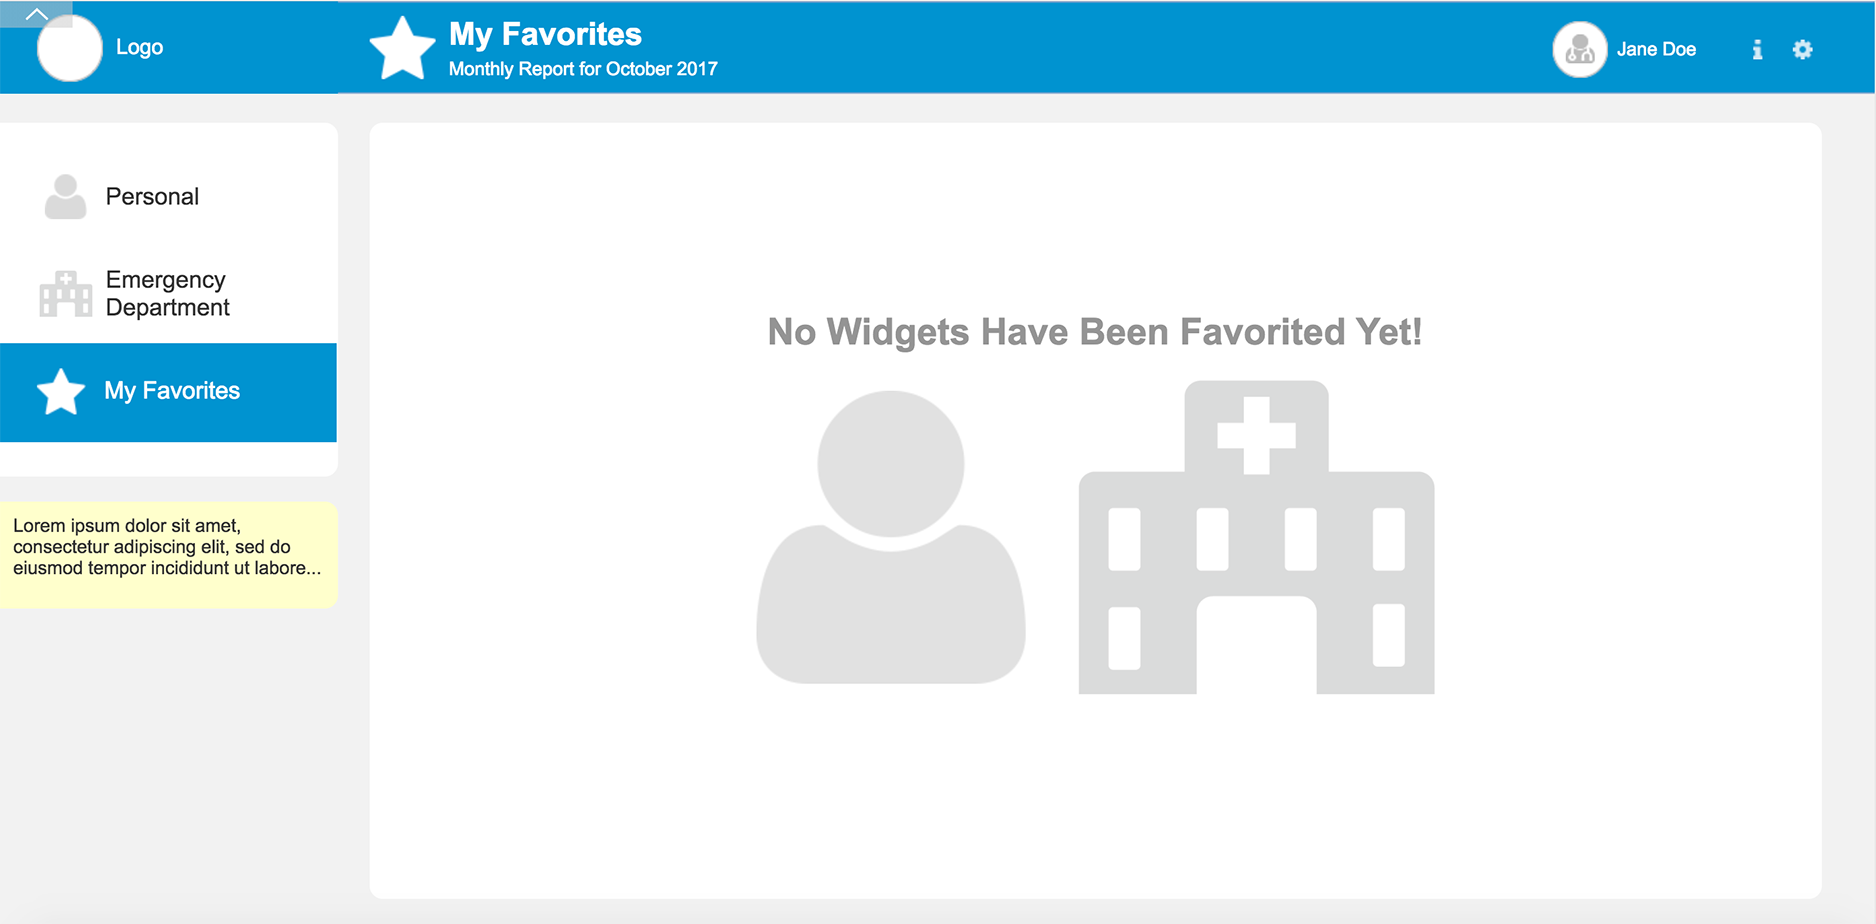 Logo
My Favorites
Monthly Report for October 2017
Jane Doe
Personal
Emergency
Department
My Favorites
Lorem ipsum dolor sit amet,
consectetur adipiscing elit, sed do
eiusmod tempor incididunt ut labore...
No Widgets Have Been Favorited Yet!